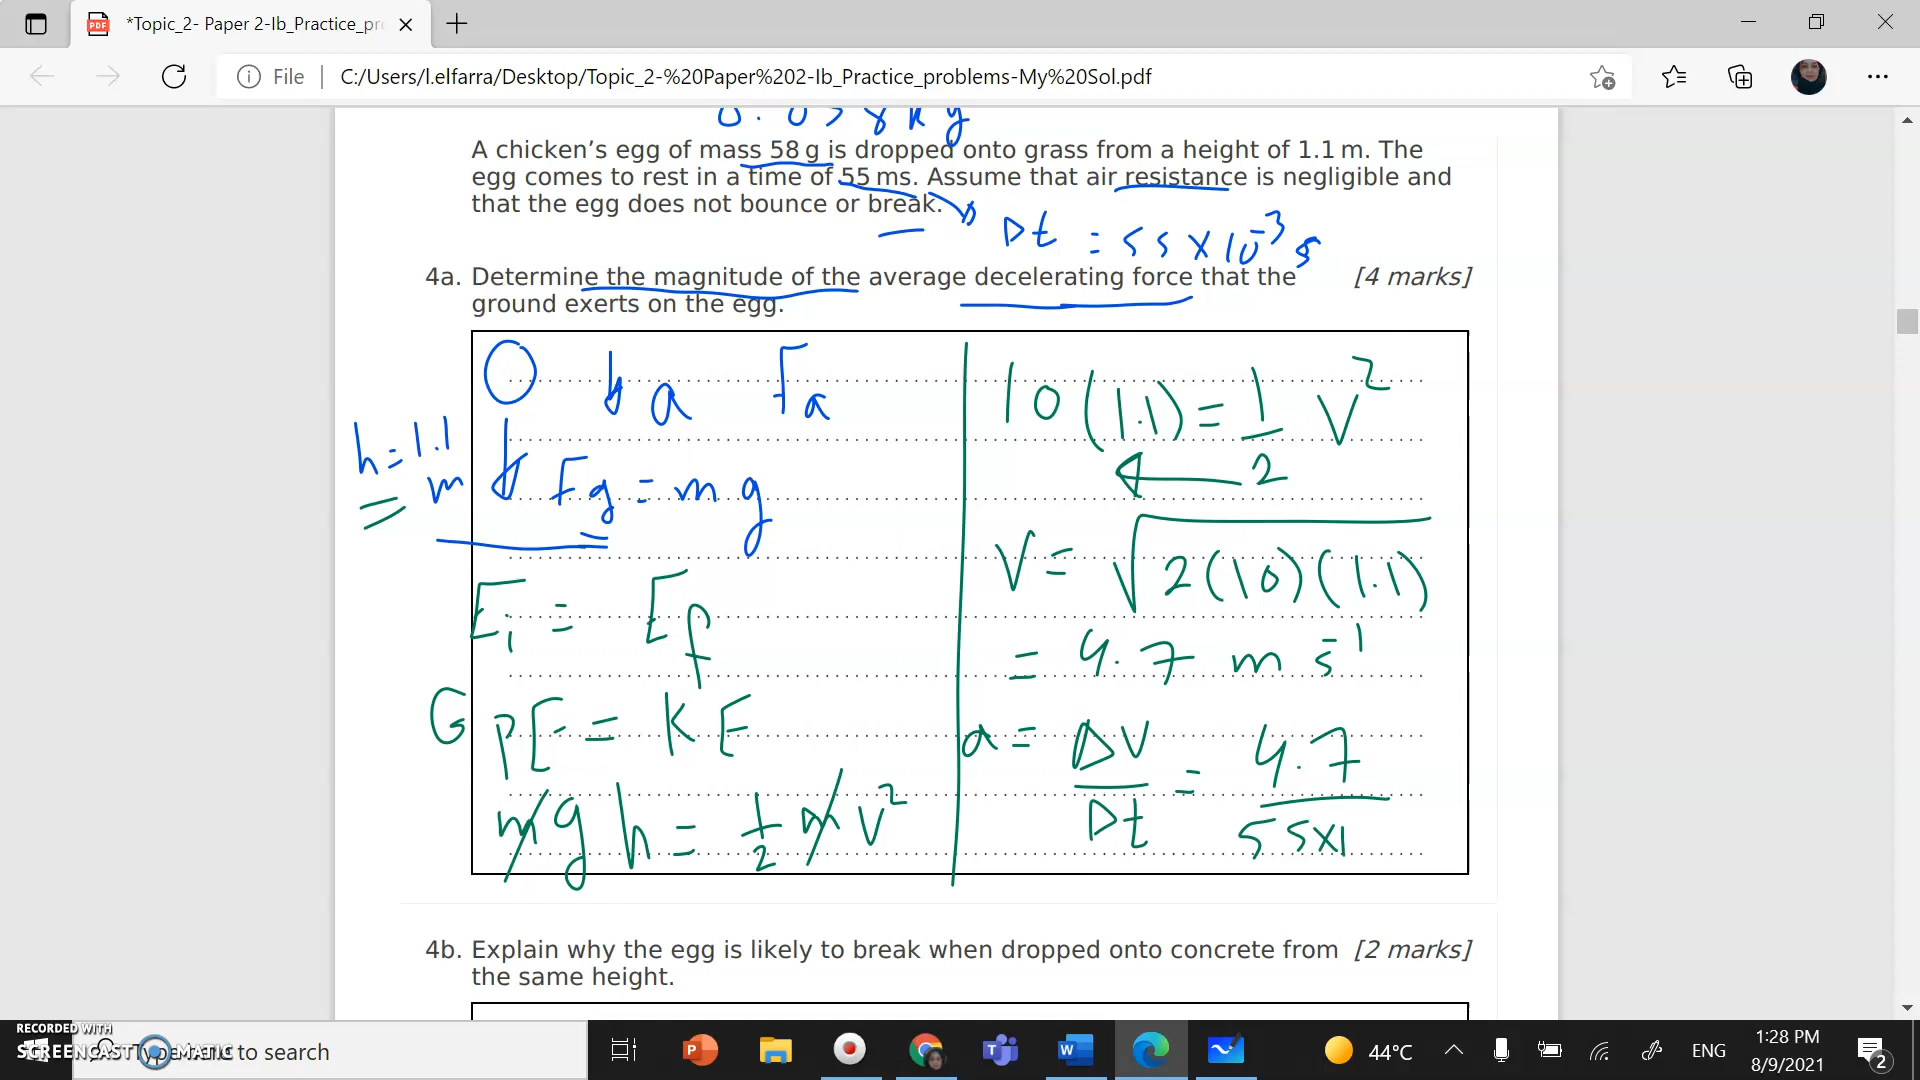 *Topic_2- Paper 2-Ib_Practice_pr
File
C:/Users/l.elfarra/Desktop/Topic_2-%20Paper%202-Ib_Practice_problems-My%20Sol.pdf
0.058 kg
A chicken's egg of mass 58 g is dropped onto grass from a height of 1.1 m. The
egg comes to rest in a time of 55 ms. Assume that air resistance is negligible and
that the egg does not bounce or break.
Δt = 55 x 10⁻³ s
4a. Determine the magnitude of the average decelerating force that the [4 marks]
ground exerts on the egg.
a Fa
h = 1.1
m
Fg = mg
Ei = Ef
GPE = KE
mgh = 1/2 mv²
10 (1.1) = 1/2 v²
v = √2(10)(1.1)
= 4.7 m s⁻¹
a = Δv/Δt = 4.7/55x1
4b. Explain why the egg is likely to break when dropped onto concrete from [2 marks]
the same height.
RECORDED WITH
SCREENCAST MATIC
to search
44°C
ENG
1:28 PM
8/9/2021
2